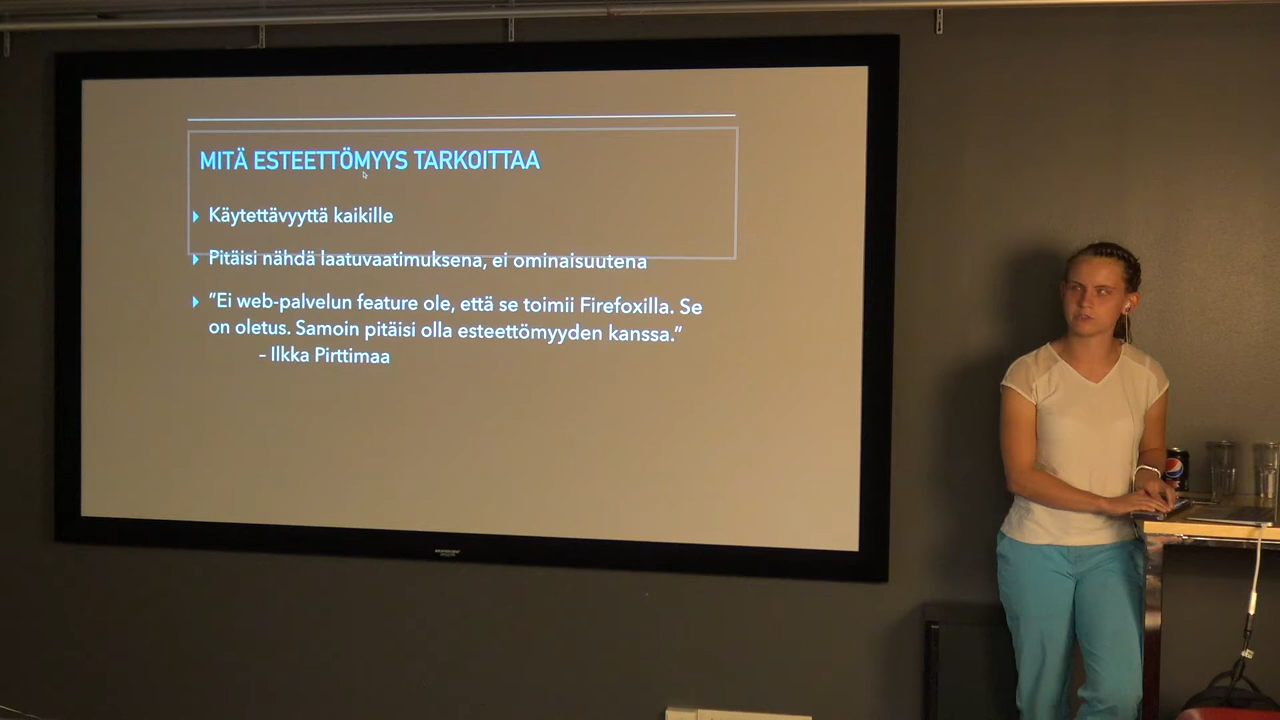 MITÄ ESTEETTÖMYYS TARKOITTAA
Käytettävyyttä kaikille
Pitäisi nähdä laatuvaatimuksena, ei ominaisuutena
”Ei web-palvelun feature ole, että se toimii Firefoxilla. Se
on oletus. Samoin pitäisi olla esteettömyyden kanssa.”
– Ilkka Pirttimaa